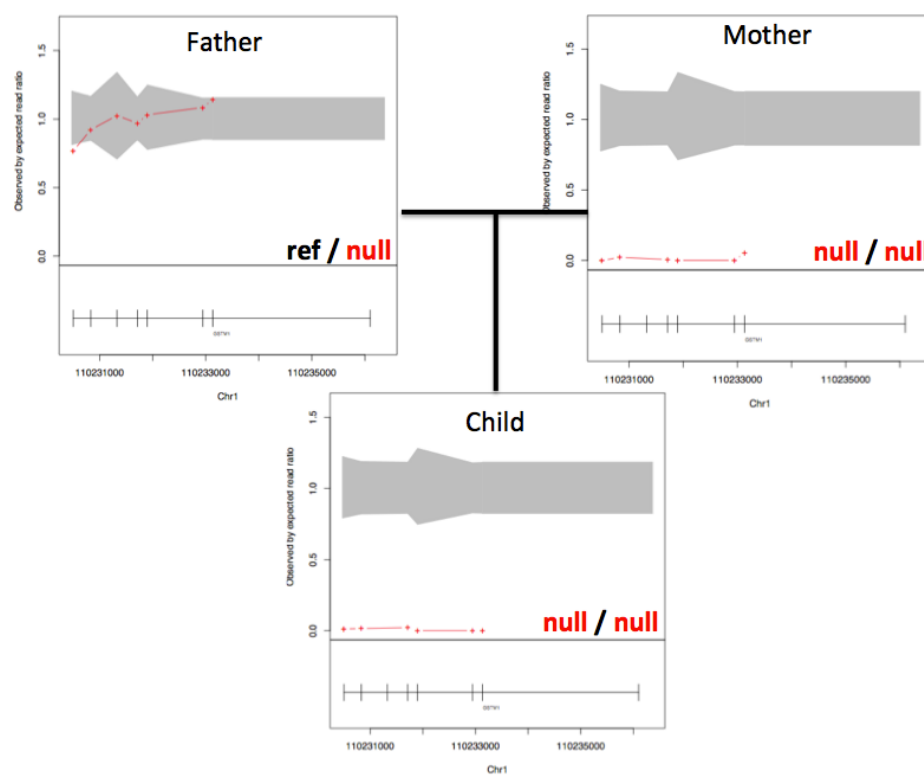 Father
Observed by expected read ratio
1.5
1.0
0.5
0.0
ref / null
GSTM1
110231000
110233000
110235000
Chr1
Mother
Observed by expected read ratio
1.5
1.0
0.5
0.0
null / null
GSTM1
110231000
110233000
110235000
Chr1
Child
Observed by expected read ratio
1.5
1.0
0.5
0.0
null / null
GSTM1
110231000
110233000
110235000
Chr1